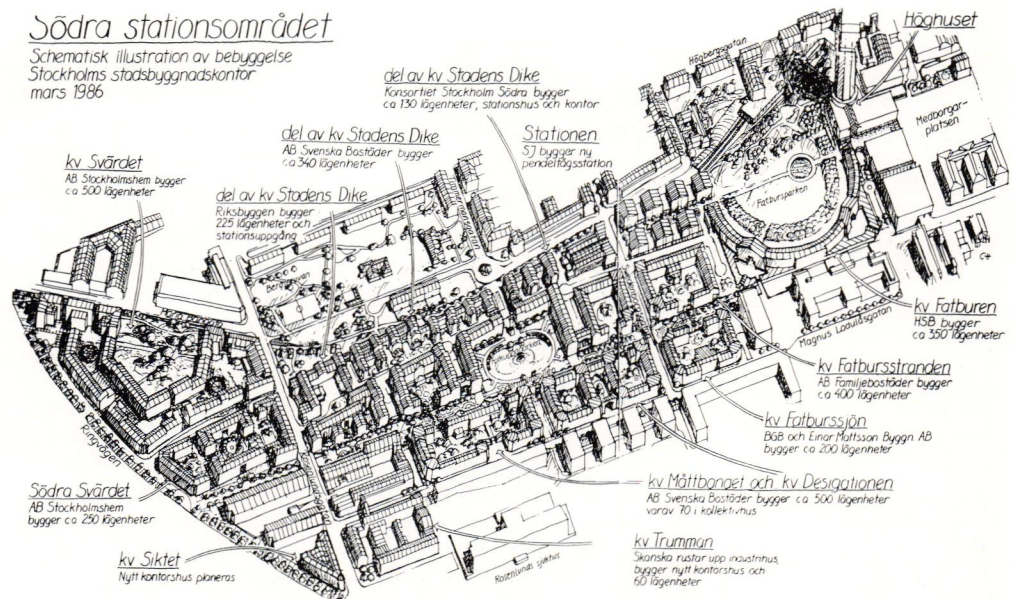 Södra stationsområdet
Schematisk illustration av bebyggelse
Stockholms stadsbyggnadskontor
mars 1986
Höghuset
Högbergsgatan
Medborgar-
platsen
del av kv Stadens Dike
Konsortiet Stockholm Södra bygger
ca 130 lägenheter, stationshus och kontor
del av kv Stadens Dike
AB Svenska Bostäder bygger
ca 340 lägenheter
Stationen
SJ bygger ny
pendeltågsstation
kv Svärdet
AB Stockholmshem bygger
ca 500 lägenheter
del av kv Stadens Dike
Riksbyggen bygger
225 lägenheter och
stationsuppgång
Fatbursparken
kv Fatburen
HSB bygger
ca 350 lägenheter
Magnus Ladulåsgatan
kv Fatbursstranden
AB Familjebostäder bygger
ca 400 lägenheter
kv Fatburssjön
BGB och Einar Mattsson Byggn AB
bygger ca 200 lägenheter
Ringvägen
kv Måttbandet och kv Designationen
AB Svenska Bostäder bygger ca 500 lägenheter
varav 70 i kollektivhus
Södra Svärdet
AB Stockholmshem
bygger ca 250 lägenheter
kv Trumman
Skanska rustar upp industrihus,
bygger nytt kontorshus och
60 lägenheter
kv Siktet
Nytt kontorshus planeras
Rosenlunds sjukhus